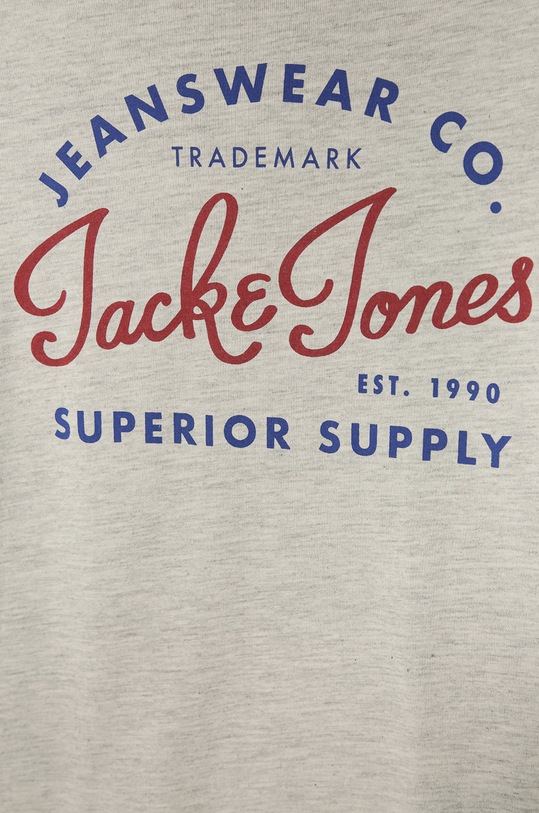 JEANSWEAR CO.
TRADEMARK
Jack&Jones
EST. 1990
SUPERIOR SUPPLY